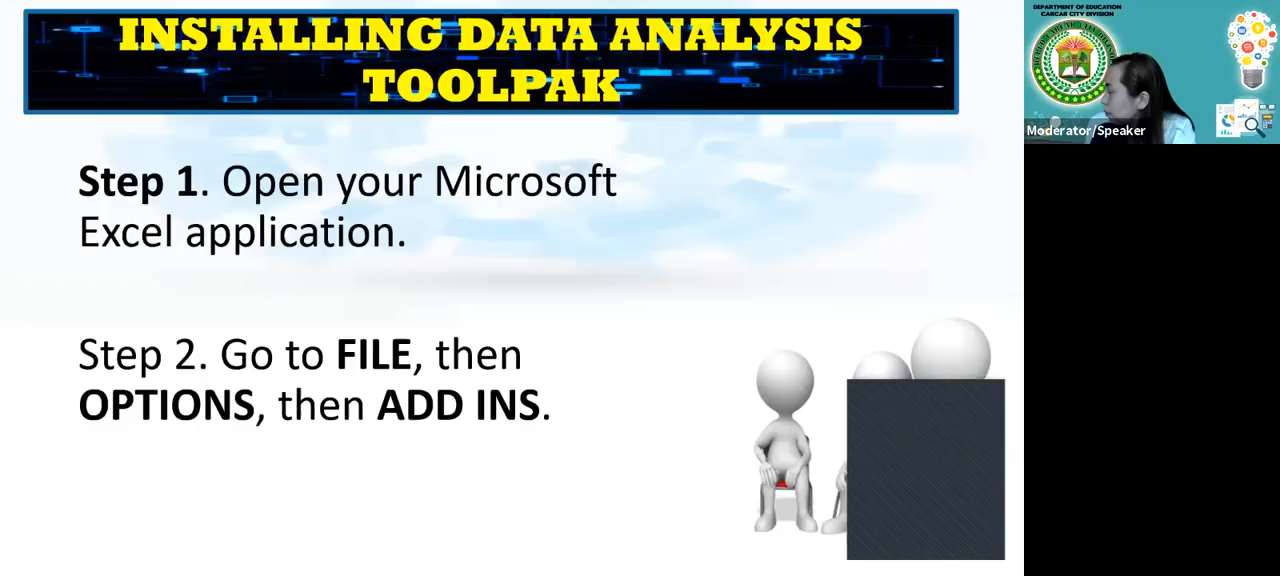 INSTALLING DATA ANALYSIS
TOOLPAK
Step 1. Open your Microsoft
Excel application.
Step 2. Go to FILE, then
OPTIONS, then ADD INS.
DEPARTMENT OF EDUCATION
CARCAR CITY DIVISION
Moderator/Speaker